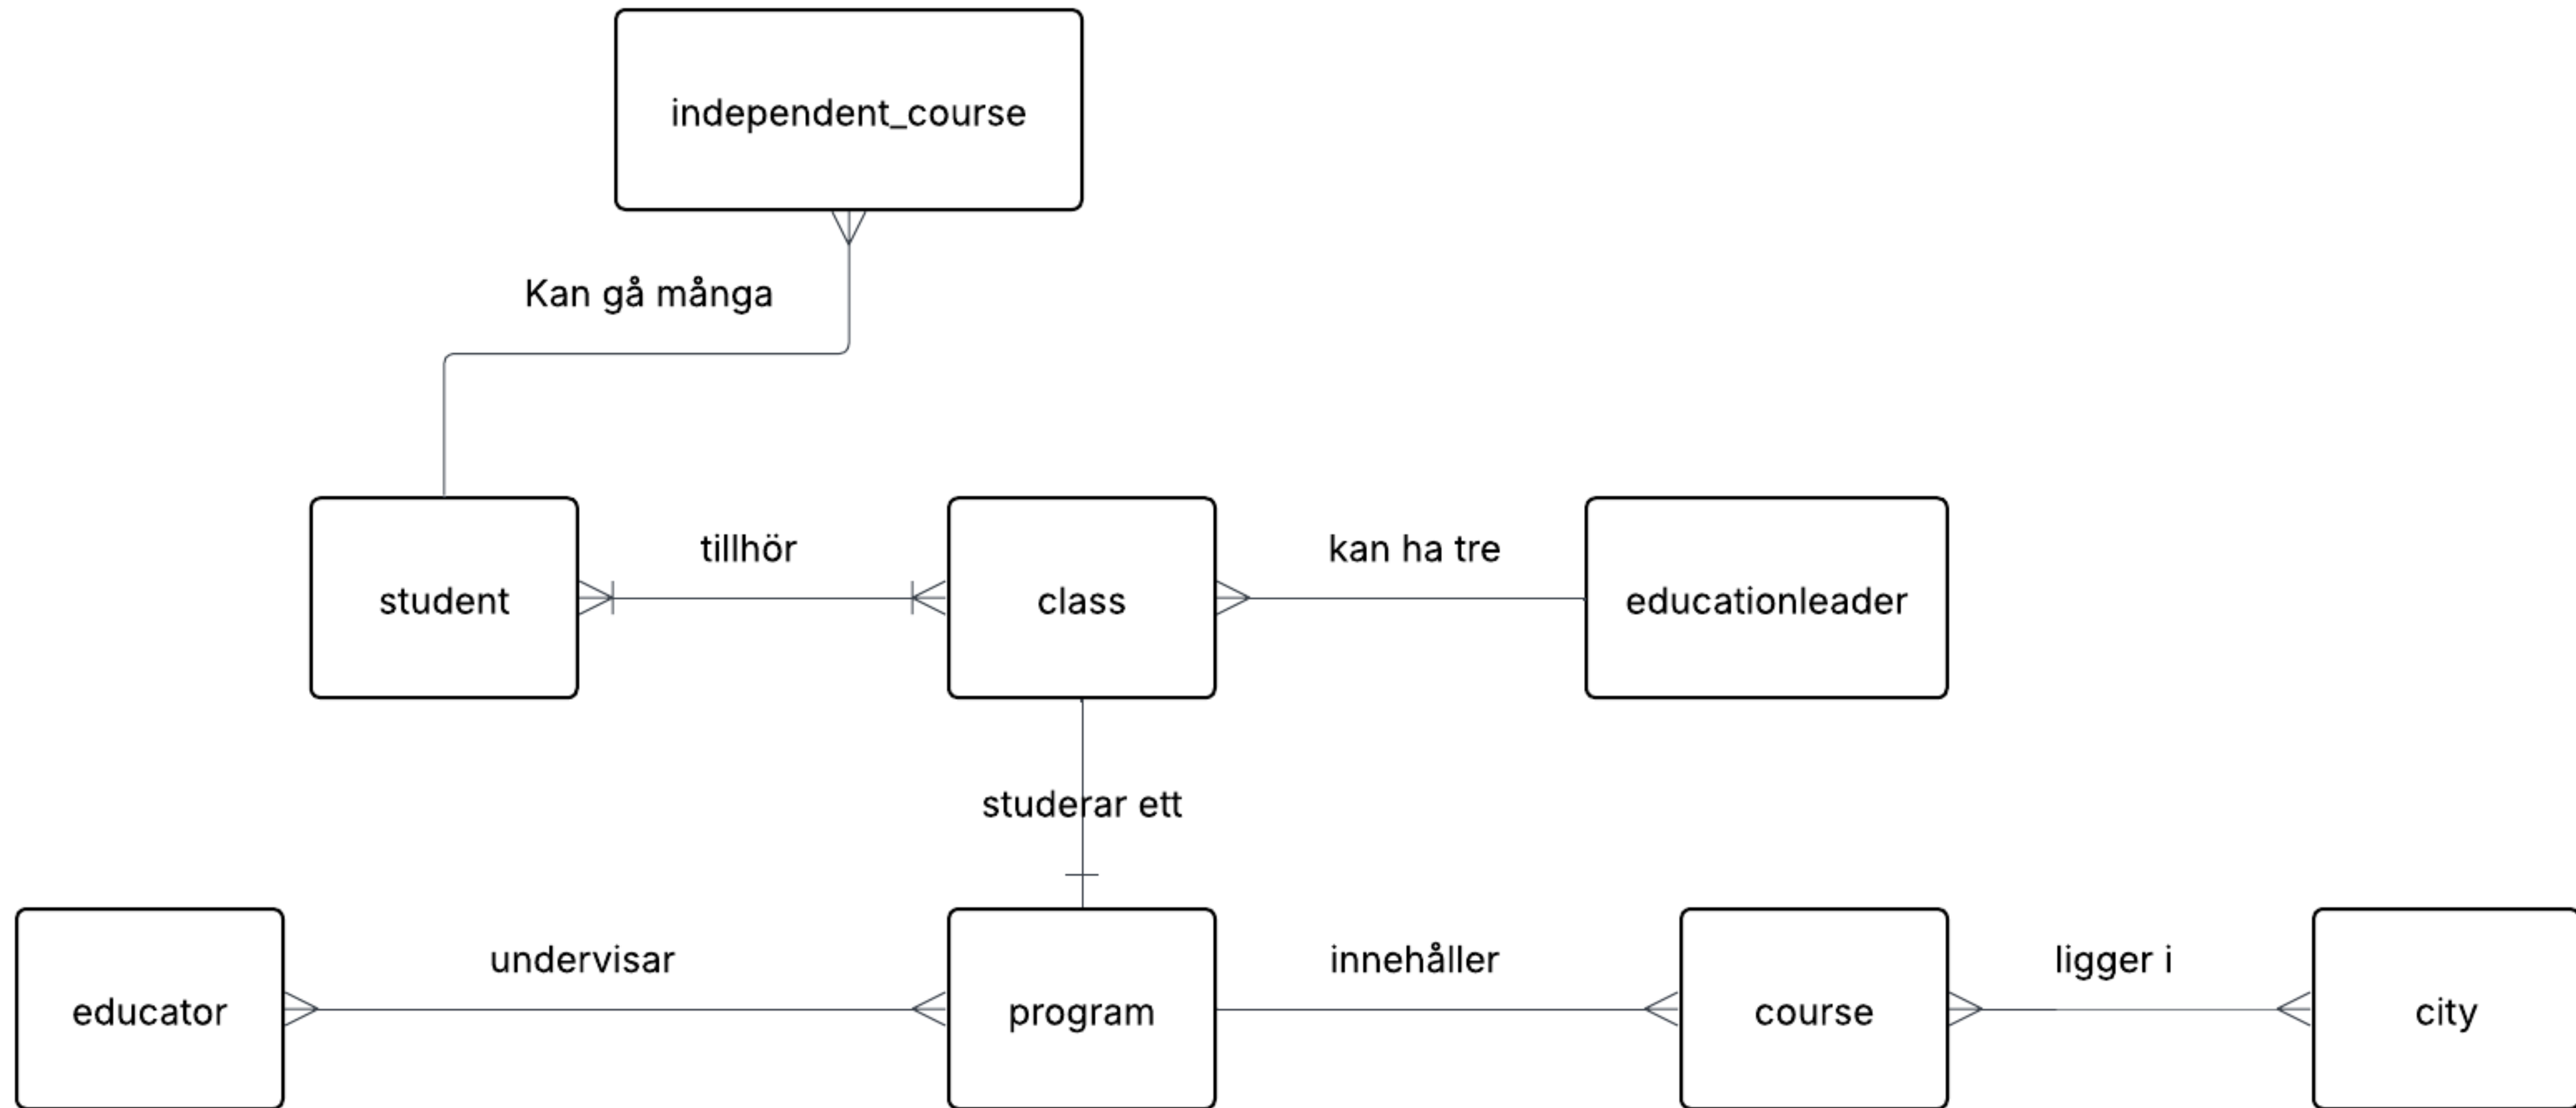 independent_course
Kan gå många
student
tillhör
class
kan ha tre
educationleader
studerar ett
educator
undervisar
program
innehåller
course
ligger i
city